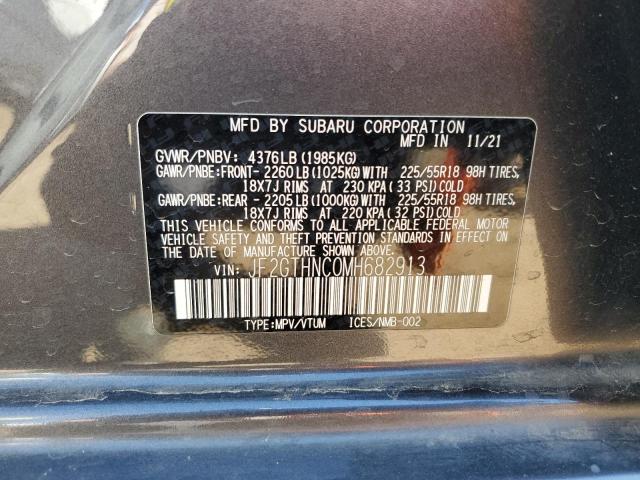 MFD BY SUBARU CORPORATION
MFD IN 11/21
GVWR/PNBV: 4376LB(1985KG)
GAWR/PNBE:FRONT- 2260LB(1025KG)WITH 225/55R18 98H TIRES,
18X7J RIMS AT 230 KPA(33 PSI)COLD
GAWR/PNBE:REAR - 2205LB(1000KG)WITH 225/55R18 98H TIRES,
18X7J RIMS AT 220 KPA(32 PSI)COLD
THIS VEHICLE CONFORMS TO ALL APPLICABLE FEDERAL MOTOR
VEHICLE SAFETY AND THEFT PREVENTION STANDARDS IN EFFECT ON
THE DATE OF MANUFACTURE SHOWN ABOVE.
VIN: JF2GTHNC0MH682913
TYPE:MPV/VTUM ICES/NMB-002